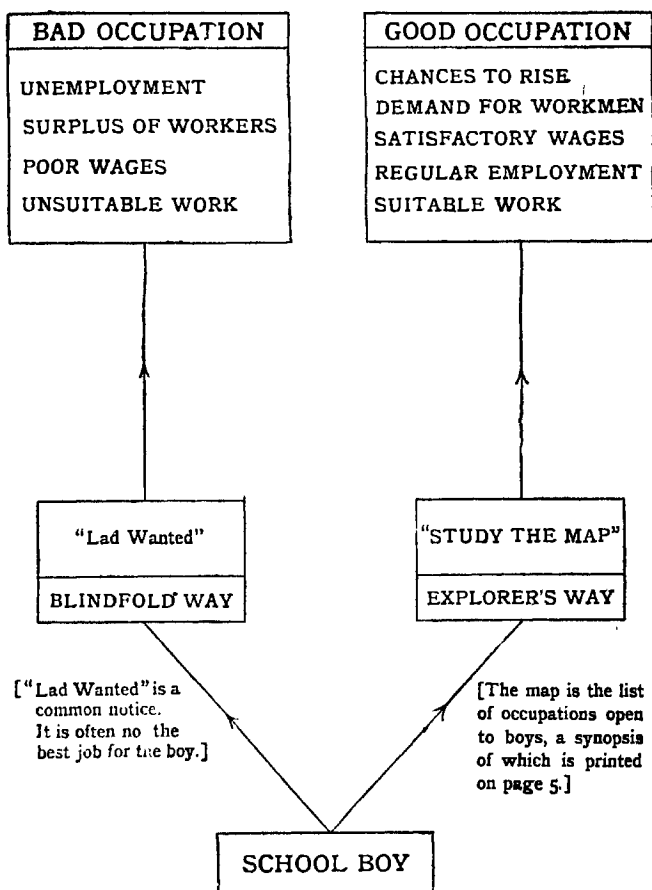 BAD OCCUPATION
UNEMPLOYMENT
SURPLUS OF WORKERS
POOR WAGES
UNSUITABLE WORK
GOOD OCCUPATION
CHANCES TO RISE
DEMAND FOR WORKMEN
SATISFACTORY WAGES
REGULAR EMPLOYMENT
SUITABLE WORK
"Lad Wanted"
BLINDFOLD WAY
"STUDY THE MAP"
EXPLORER'S WAY
["Lad Wanted" is a
common notice.
It is often no the
best job for the boy.]
[The map is the list
of occupations open
to boys, a synopsis
of which is printed
on page 5.]
SCHOOL BOY